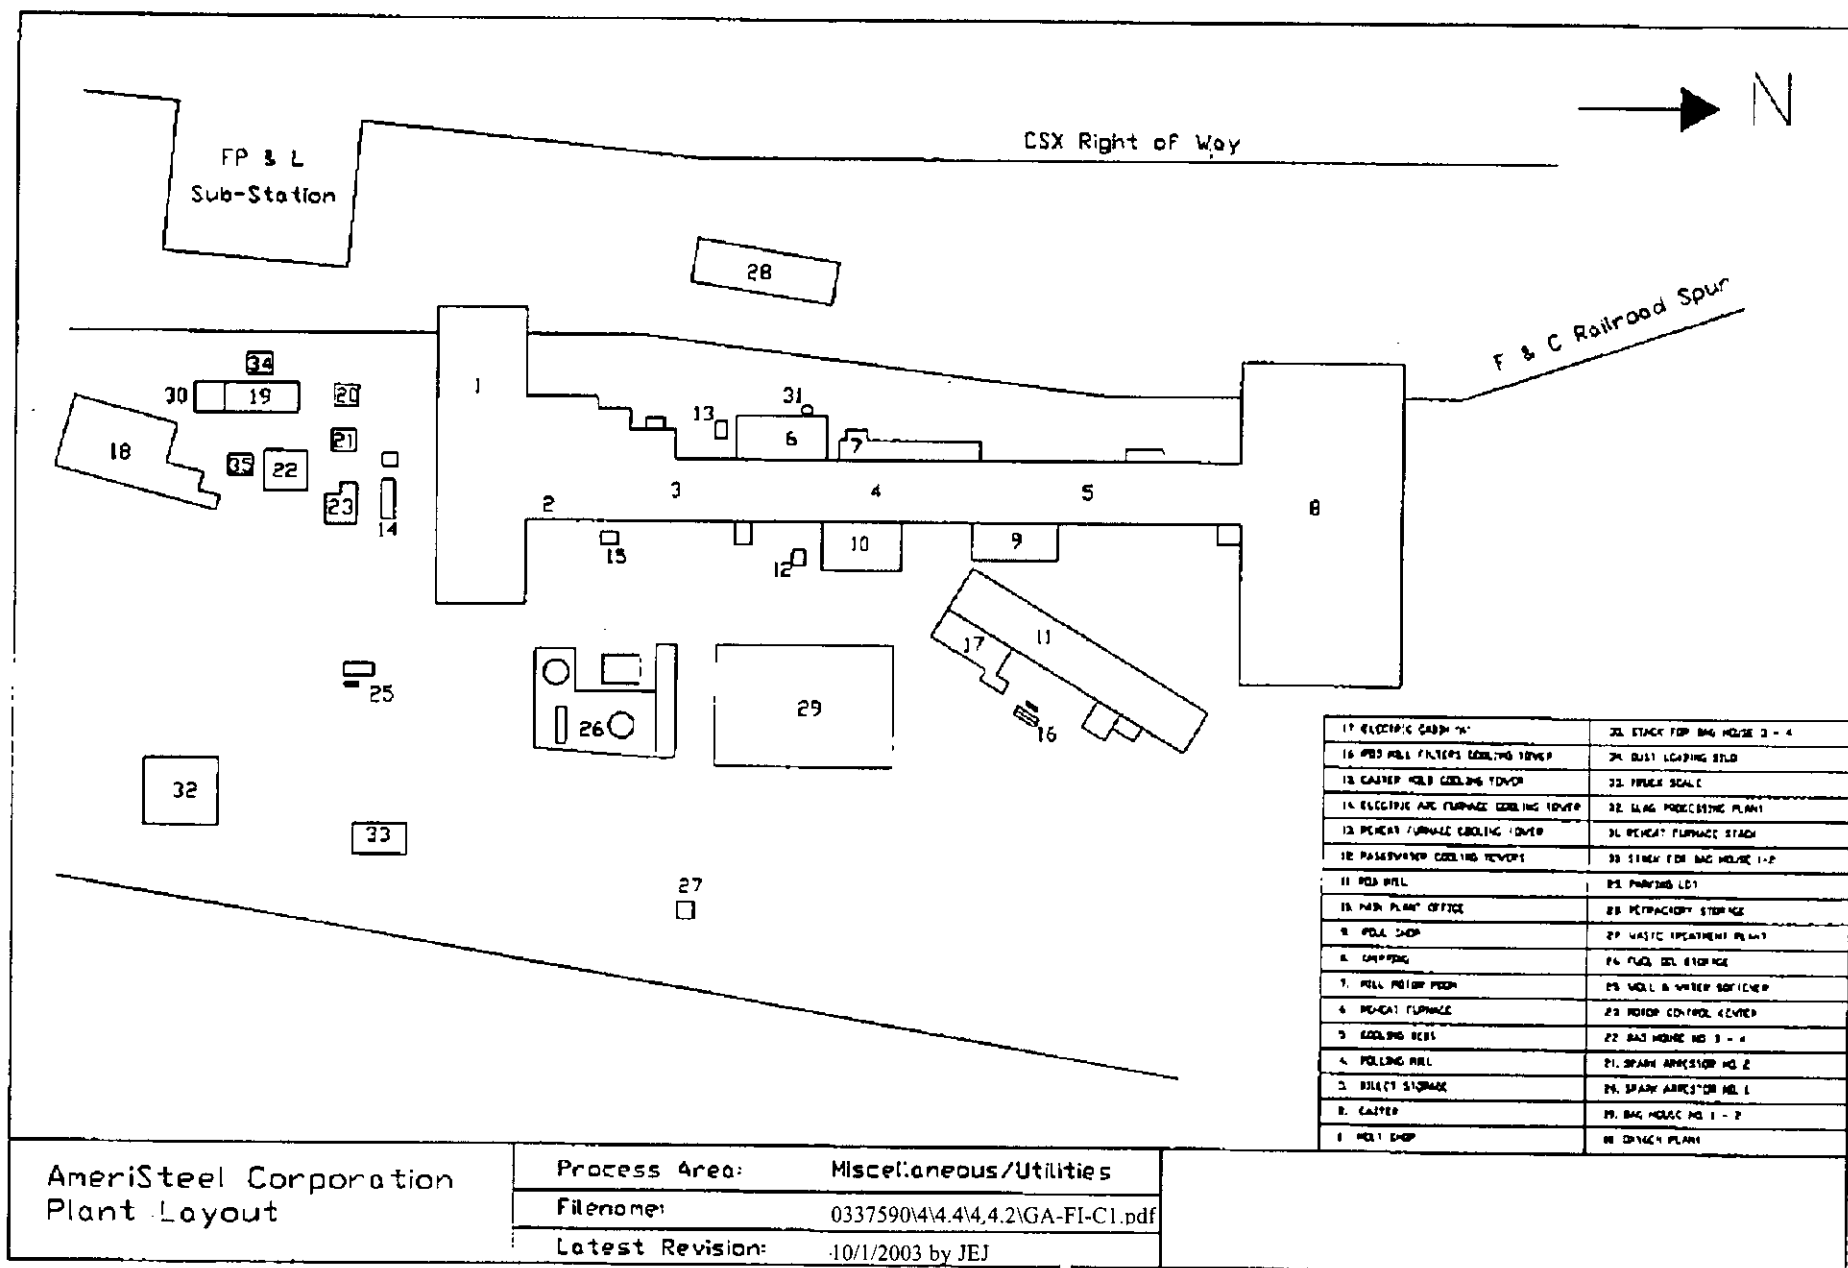 N
CSX Right of Way
FP & L
Sub-Station
28
F & C Railroad Spur
34
30
19
20
1
31
13
6
7
21
18
35
22
3
4
5
8
23
2
14
15
12
10
9
11
17
25
26
29
16
32
33
27
17 ELECTRIC CABIN "A"
16 ROD MILL FILTERS COOLING TOWER
15 CASTER MOLD COOLING TOWER
14 ELECTRIC ARC FURNACE COOLING TOWER
13 REHEAT FURNACE COOLING TOWER
COOLING TOWERS
11 ROD MILL
10 MAIN PLANT OFFICE
9 ROLL SHOP
8 SHIPPING
7. MILL MOTOR ROOM
6 REHEAT FURNACE
5 COOLING BEDS
4 ROLLING MILL
3 BILLET STORAGE
2. CASTER
1 MELT SHOP
STACK FOR BAG HOUSE 3 - 4
34 DUST LOADING SILO
33 TRUCK SCALE
32 SLAG PROCESSING PLANT
31 REHEAT FURNACE STACK
30 STACK FOR BAG HOUSE 1-2
29 PARKING LOT
28 REFRACTORY STORAGE
27 WASTE TREATMENT PLANT
26 FUEL OIL STORAGE
25 WELL & WATER SOFTENER
23 MOTOR CONTROL CENTER
22 BAG HOUSE NO 3 - 4
21. SPARK ARRESTOR NO. 2
20. SPARK ARRESTOR NO. 1
19. BAG HOUSE NO. 1 - 2
18 OXYGEN PLANT
AmeriSteel Corporation
Plant Layout
Process Area: Miscellaneous/Utilities
Filename: 0337590\4\4.4\4,4.2\GA-FI-C1.pdf
Latest Revision: 10/1/2003 by JEJ